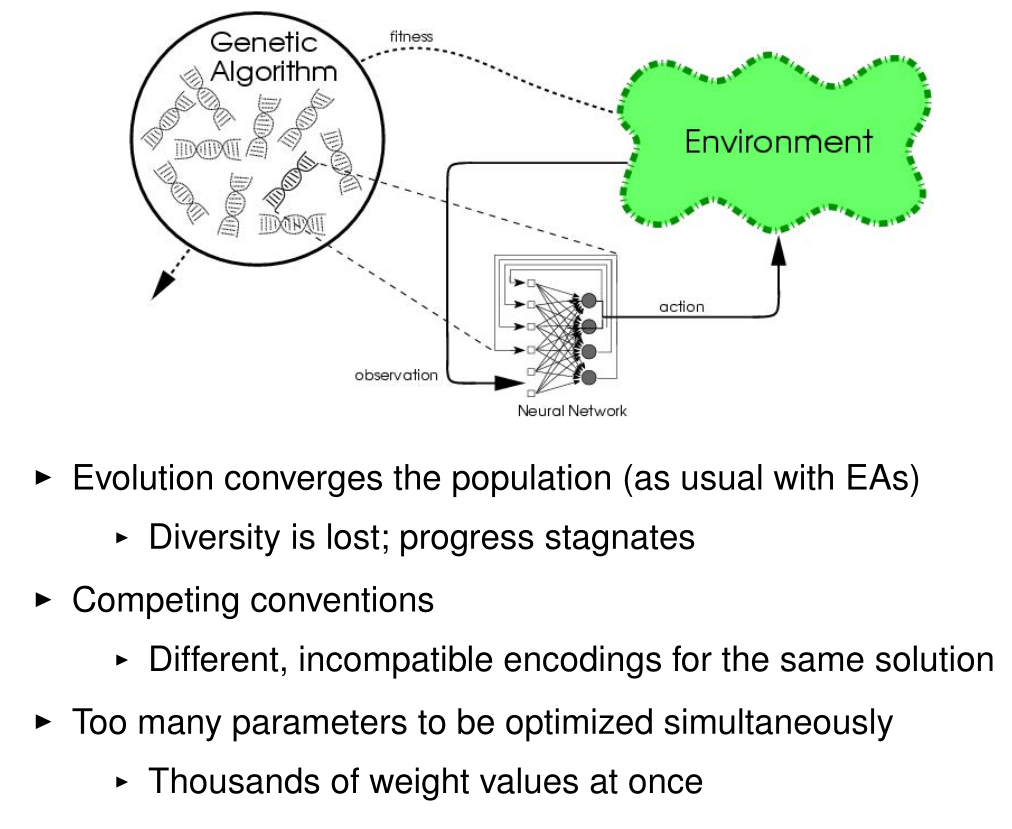 Genetic
Algorithm
fitness
Environment
action
observation
Neural Network
Evolution converges the population (as usual with EAs)
Diversity is lost; progress stagnates
Competing conventions
Different, incompatible encodings for the same solution
Too many parameters to be optimized simultaneously
Thousands of weight values at once